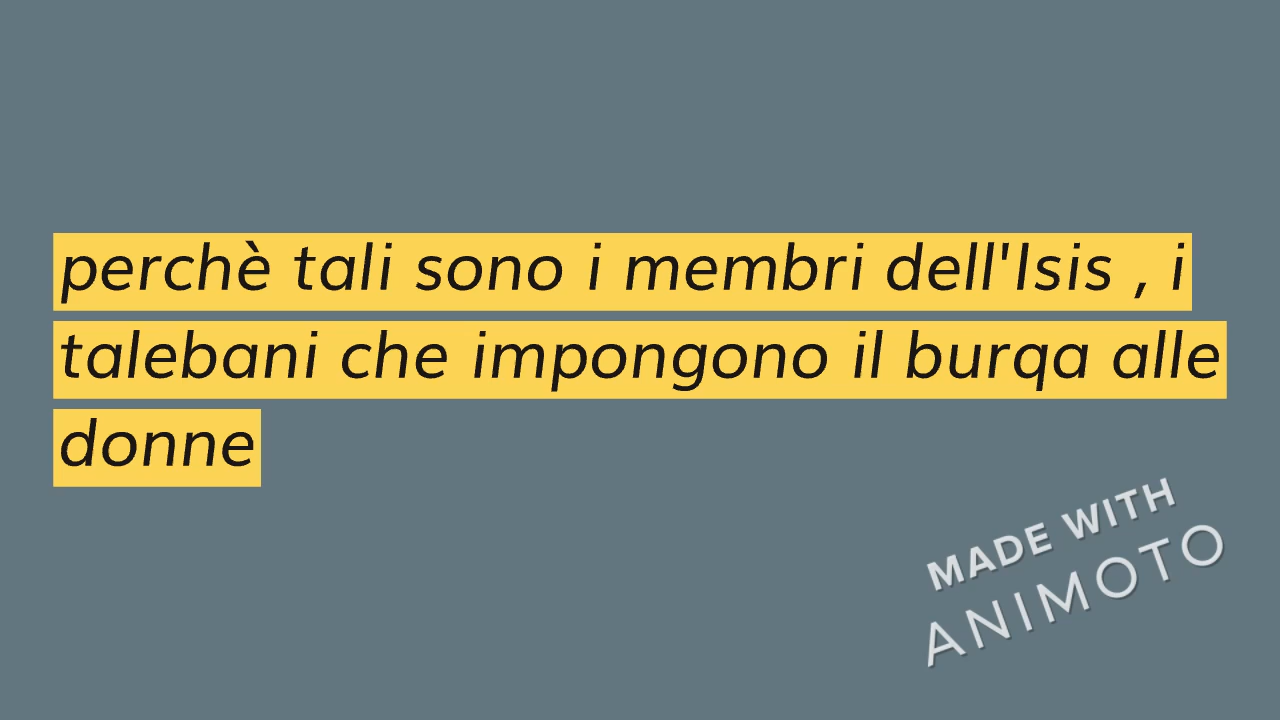 perchè tali sono i membri dell'Isis , i
talebani che impongono il burqa alle
donne
MADE WITH
ANIMOTO